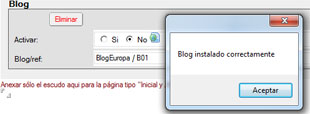 Blog
Eliminar
Activar: Si No
Blog/ref: BlogEuropa / B01
Anexar sólo el escudo aqui para la página tipo "Inicial y
Blog instalado correctamente
Aceptar